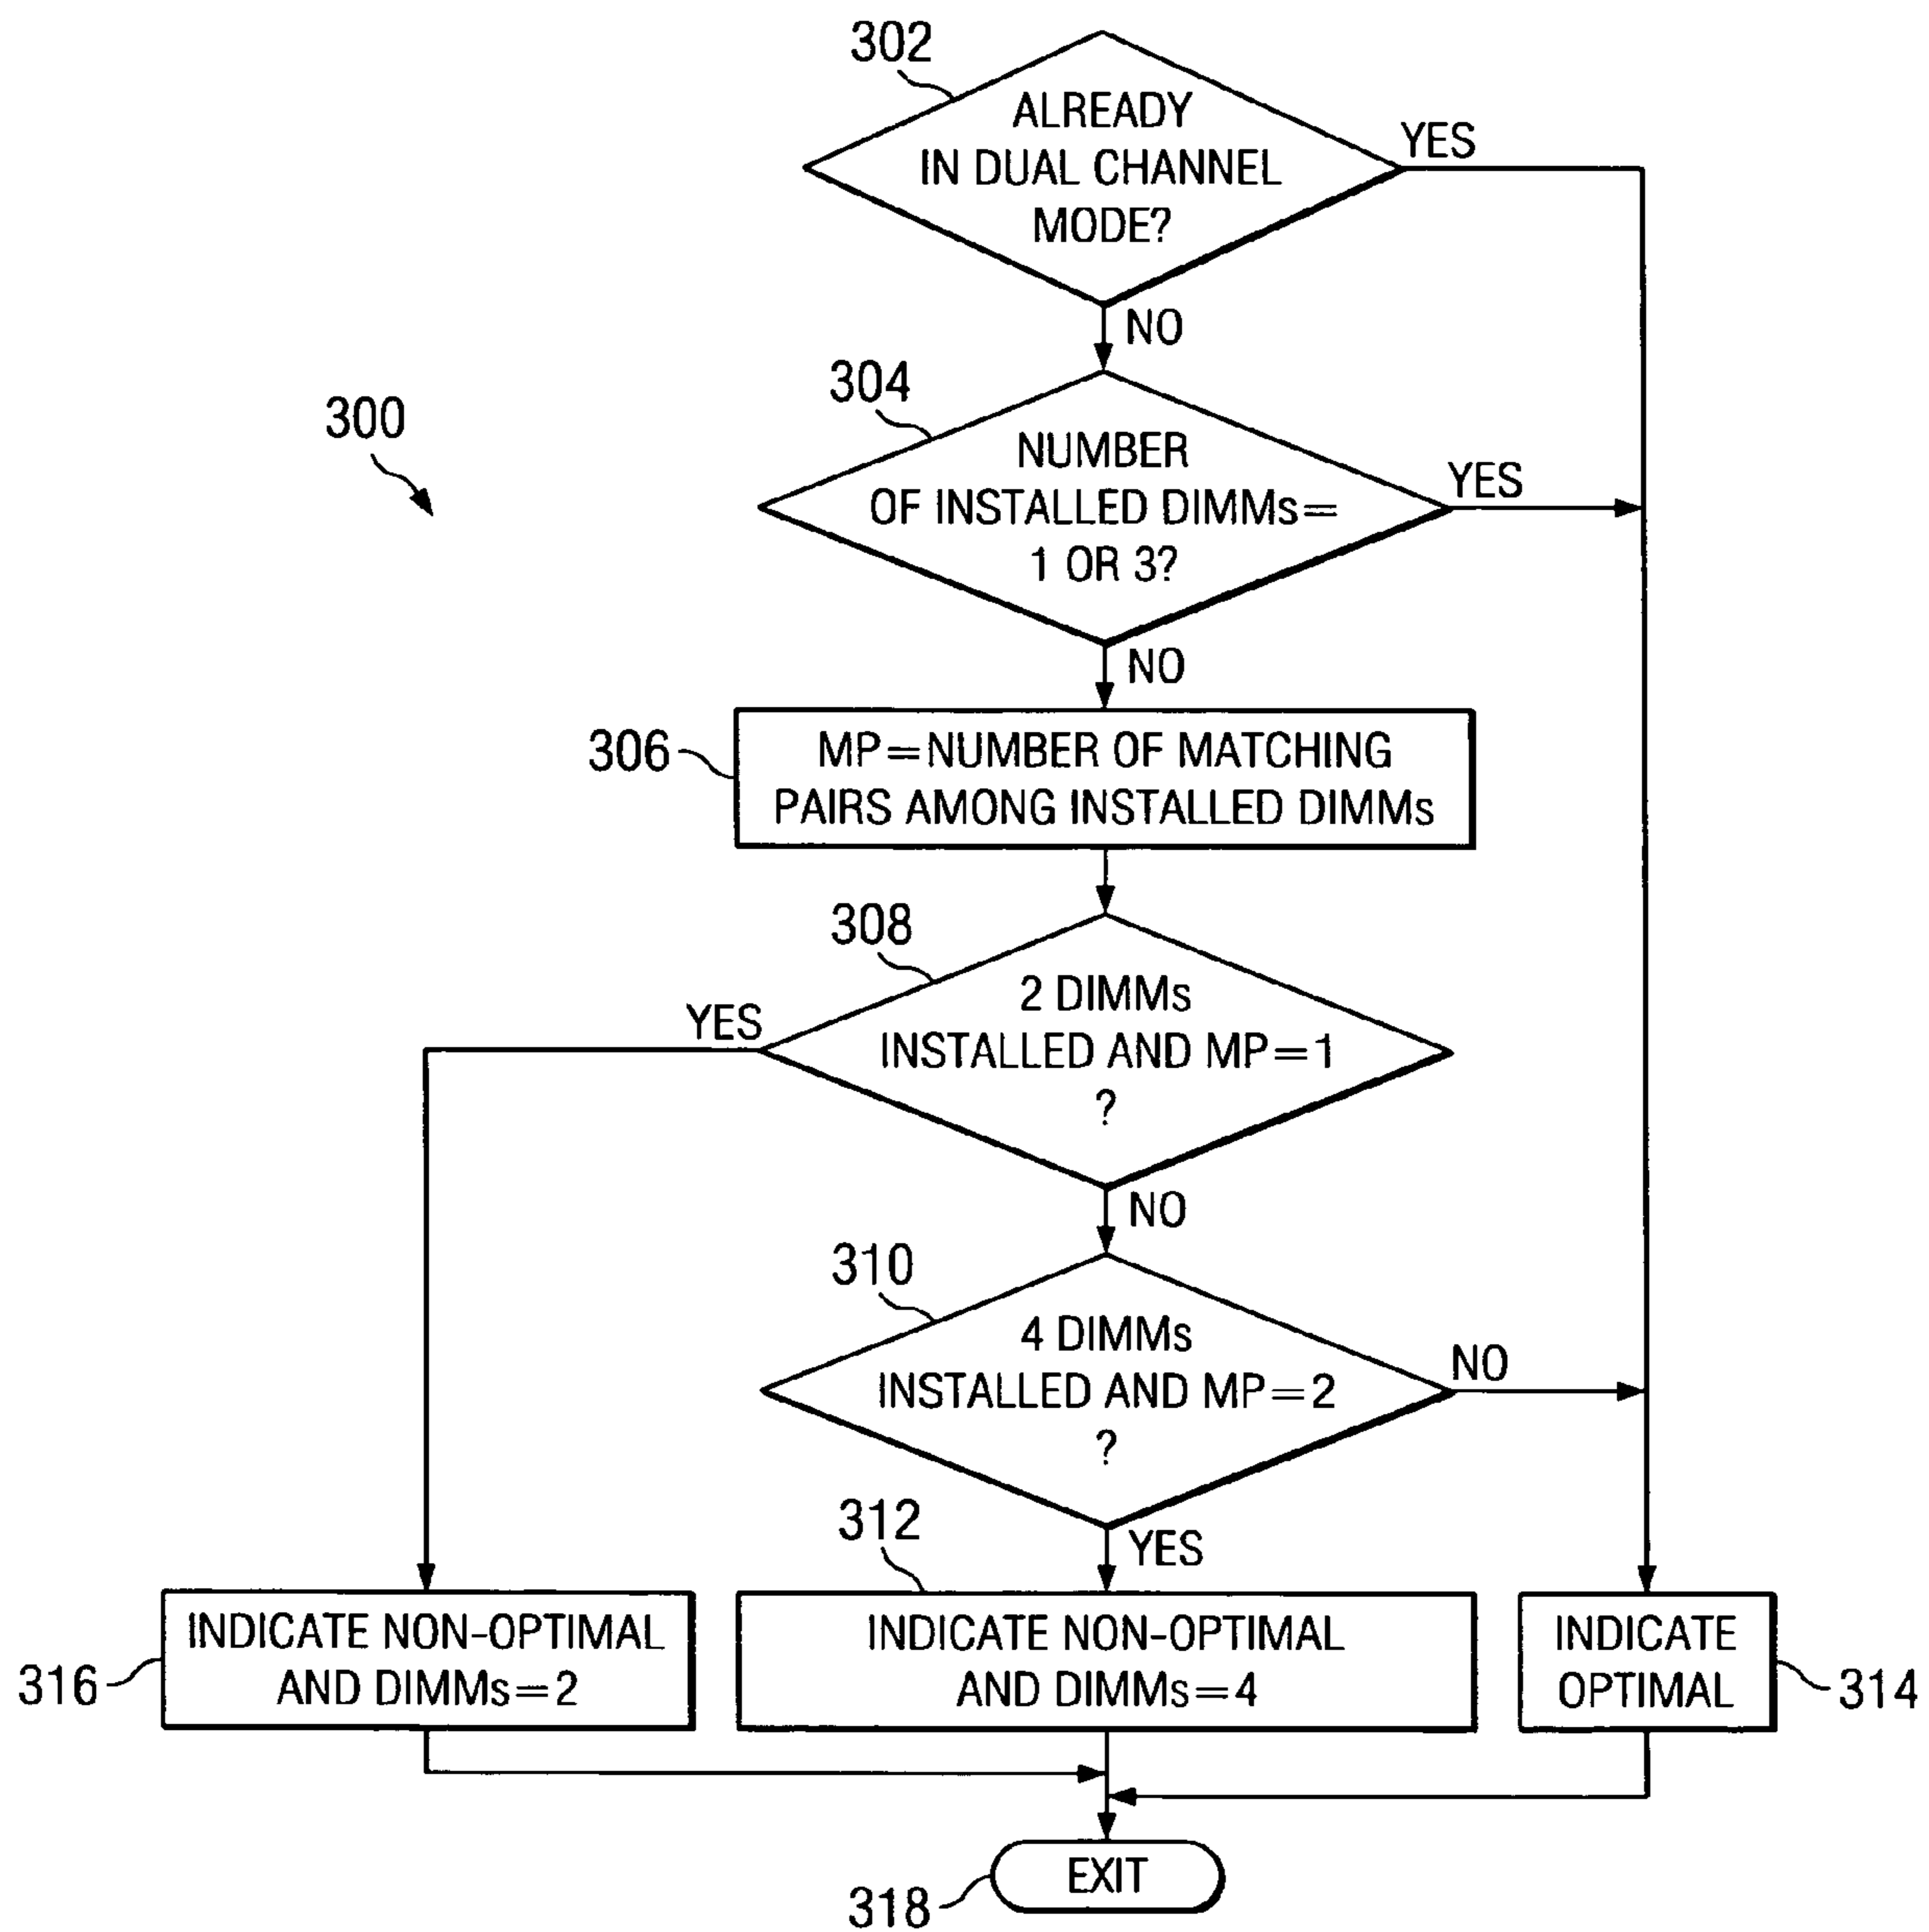 302
ALREADY
IN DUAL CHANNEL
MODE?
YES
NO
300
304
NUMBER
OF INSTALLED DIMMs=
1 OR 3?
YES
NO
306
MP=NUMBER OF MATCHING
PAIRS AMONG INSTALLED DIMMs
308
YES
2 DIMMs
INSTALLED AND MP=1
?
NO
310
4 DIMMs
INSTALLED AND MP=2
?
NO
312
YES
316
INDICATE NON-OPTIMAL
AND DIMMs=2
INDICATE NON-OPTIMAL
AND DIMMs=4
INDICATE
OPTIMAL
314
EXIT
318